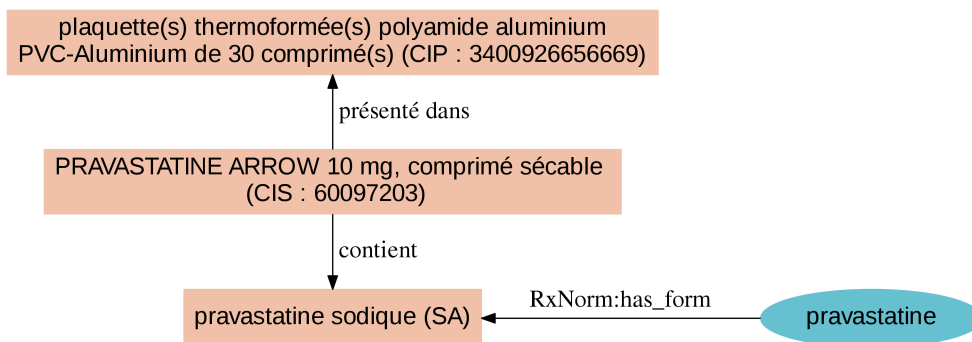 plaquette(s) thermoformée(s) polyamide aluminium
PVC-Aluminium de 30 comprimé(s) (CIP : 3400926656669)
présenté dans
PRAVASTATINE ARROW 10 mg, comprimé sécable
(CIS : 60097203)
contient
pravastatine sodique (SA)
RxNorm:has_form
pravastatine